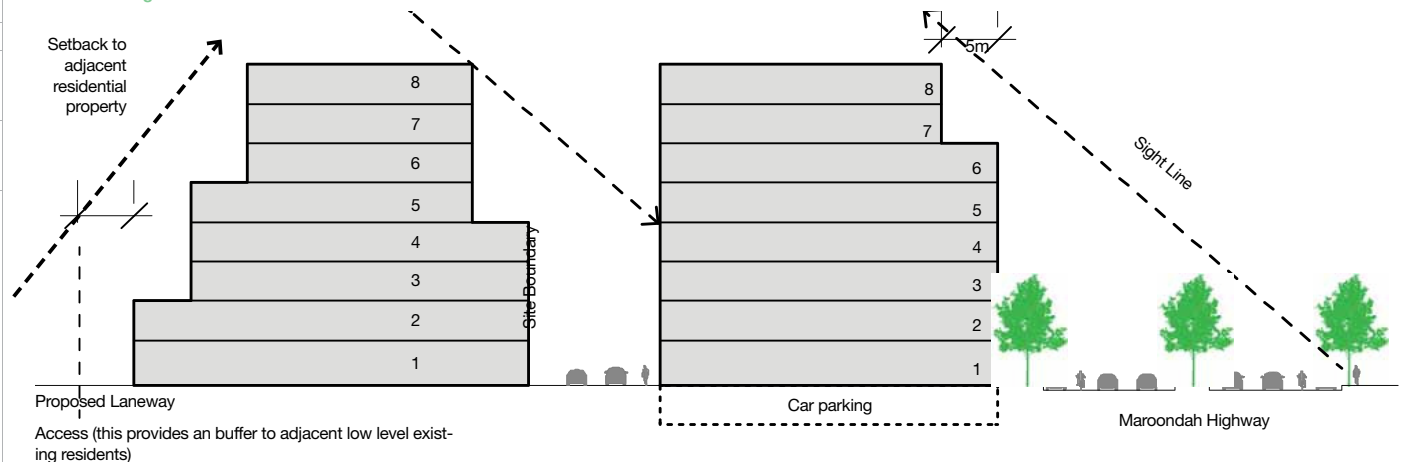 Setback to
adjacent
residential
property
5m
Sight Line
8
7
6
5
4
3
2
1
Site Boundary
8
7
6
5
4
3
2
1
Car parking
Maroondah Highway
Proposed Laneway
Access (this provides an buffer to adjacent low level exist-
ing residents)